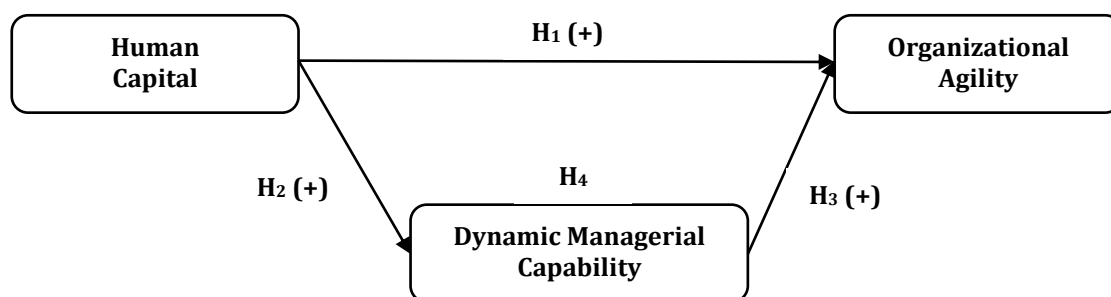 Human
Capital
H₁ (+)
Organizational
Agility
H₂ (+)
H₄
H₃ (+)
Dynamic Managerial
Capability